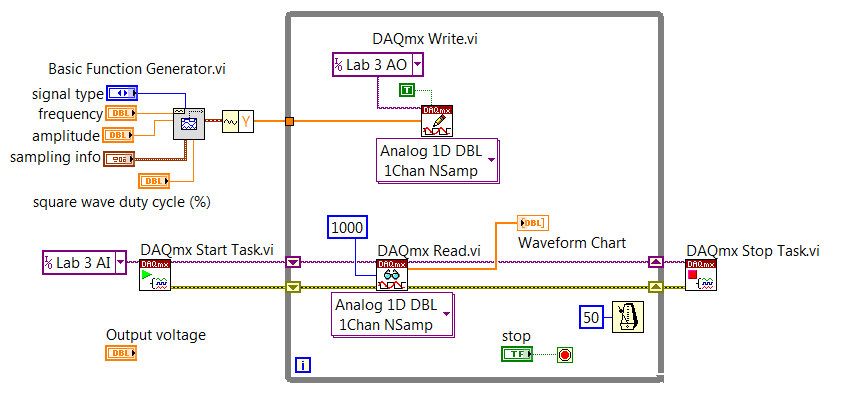 DAQmx Write.vi
I/O Lab 3 AO
Basic Function Generator.vi
signal type
frequency DBL
amplitude DBL
sampling info
DBL
square wave duty cycle (%)
Y
T
DAQmx
Analog 1D DBL
1Chan NSamp
1000
DBL
Waveform Chart
DAQmx Start Task.vi
DAQmx Read.vi
DAQmx Stop Task.vi
I/O Lab 3 AI
DAQmx
DAQmx
DAQmx
Analog 1D DBL
1Chan NSamp
50
Output voltage
DBL
stop
TF
i